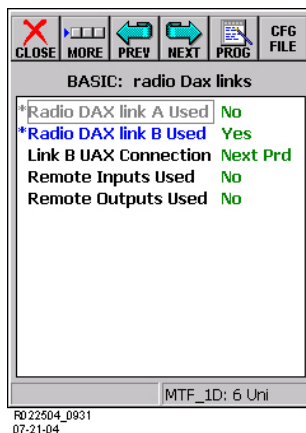 CLOSE MORE PREV NEXT PROG CFG FILE
BASIC: radio Dax links
*Radio DAX link A Used No
*Radio DAX link B Used Yes
Link B UAX Connection Next Prd
Remote Inputs Used No
Remote Outputs Used No
MTF_1D: 6 Uni
R022504_0931
07-21-04